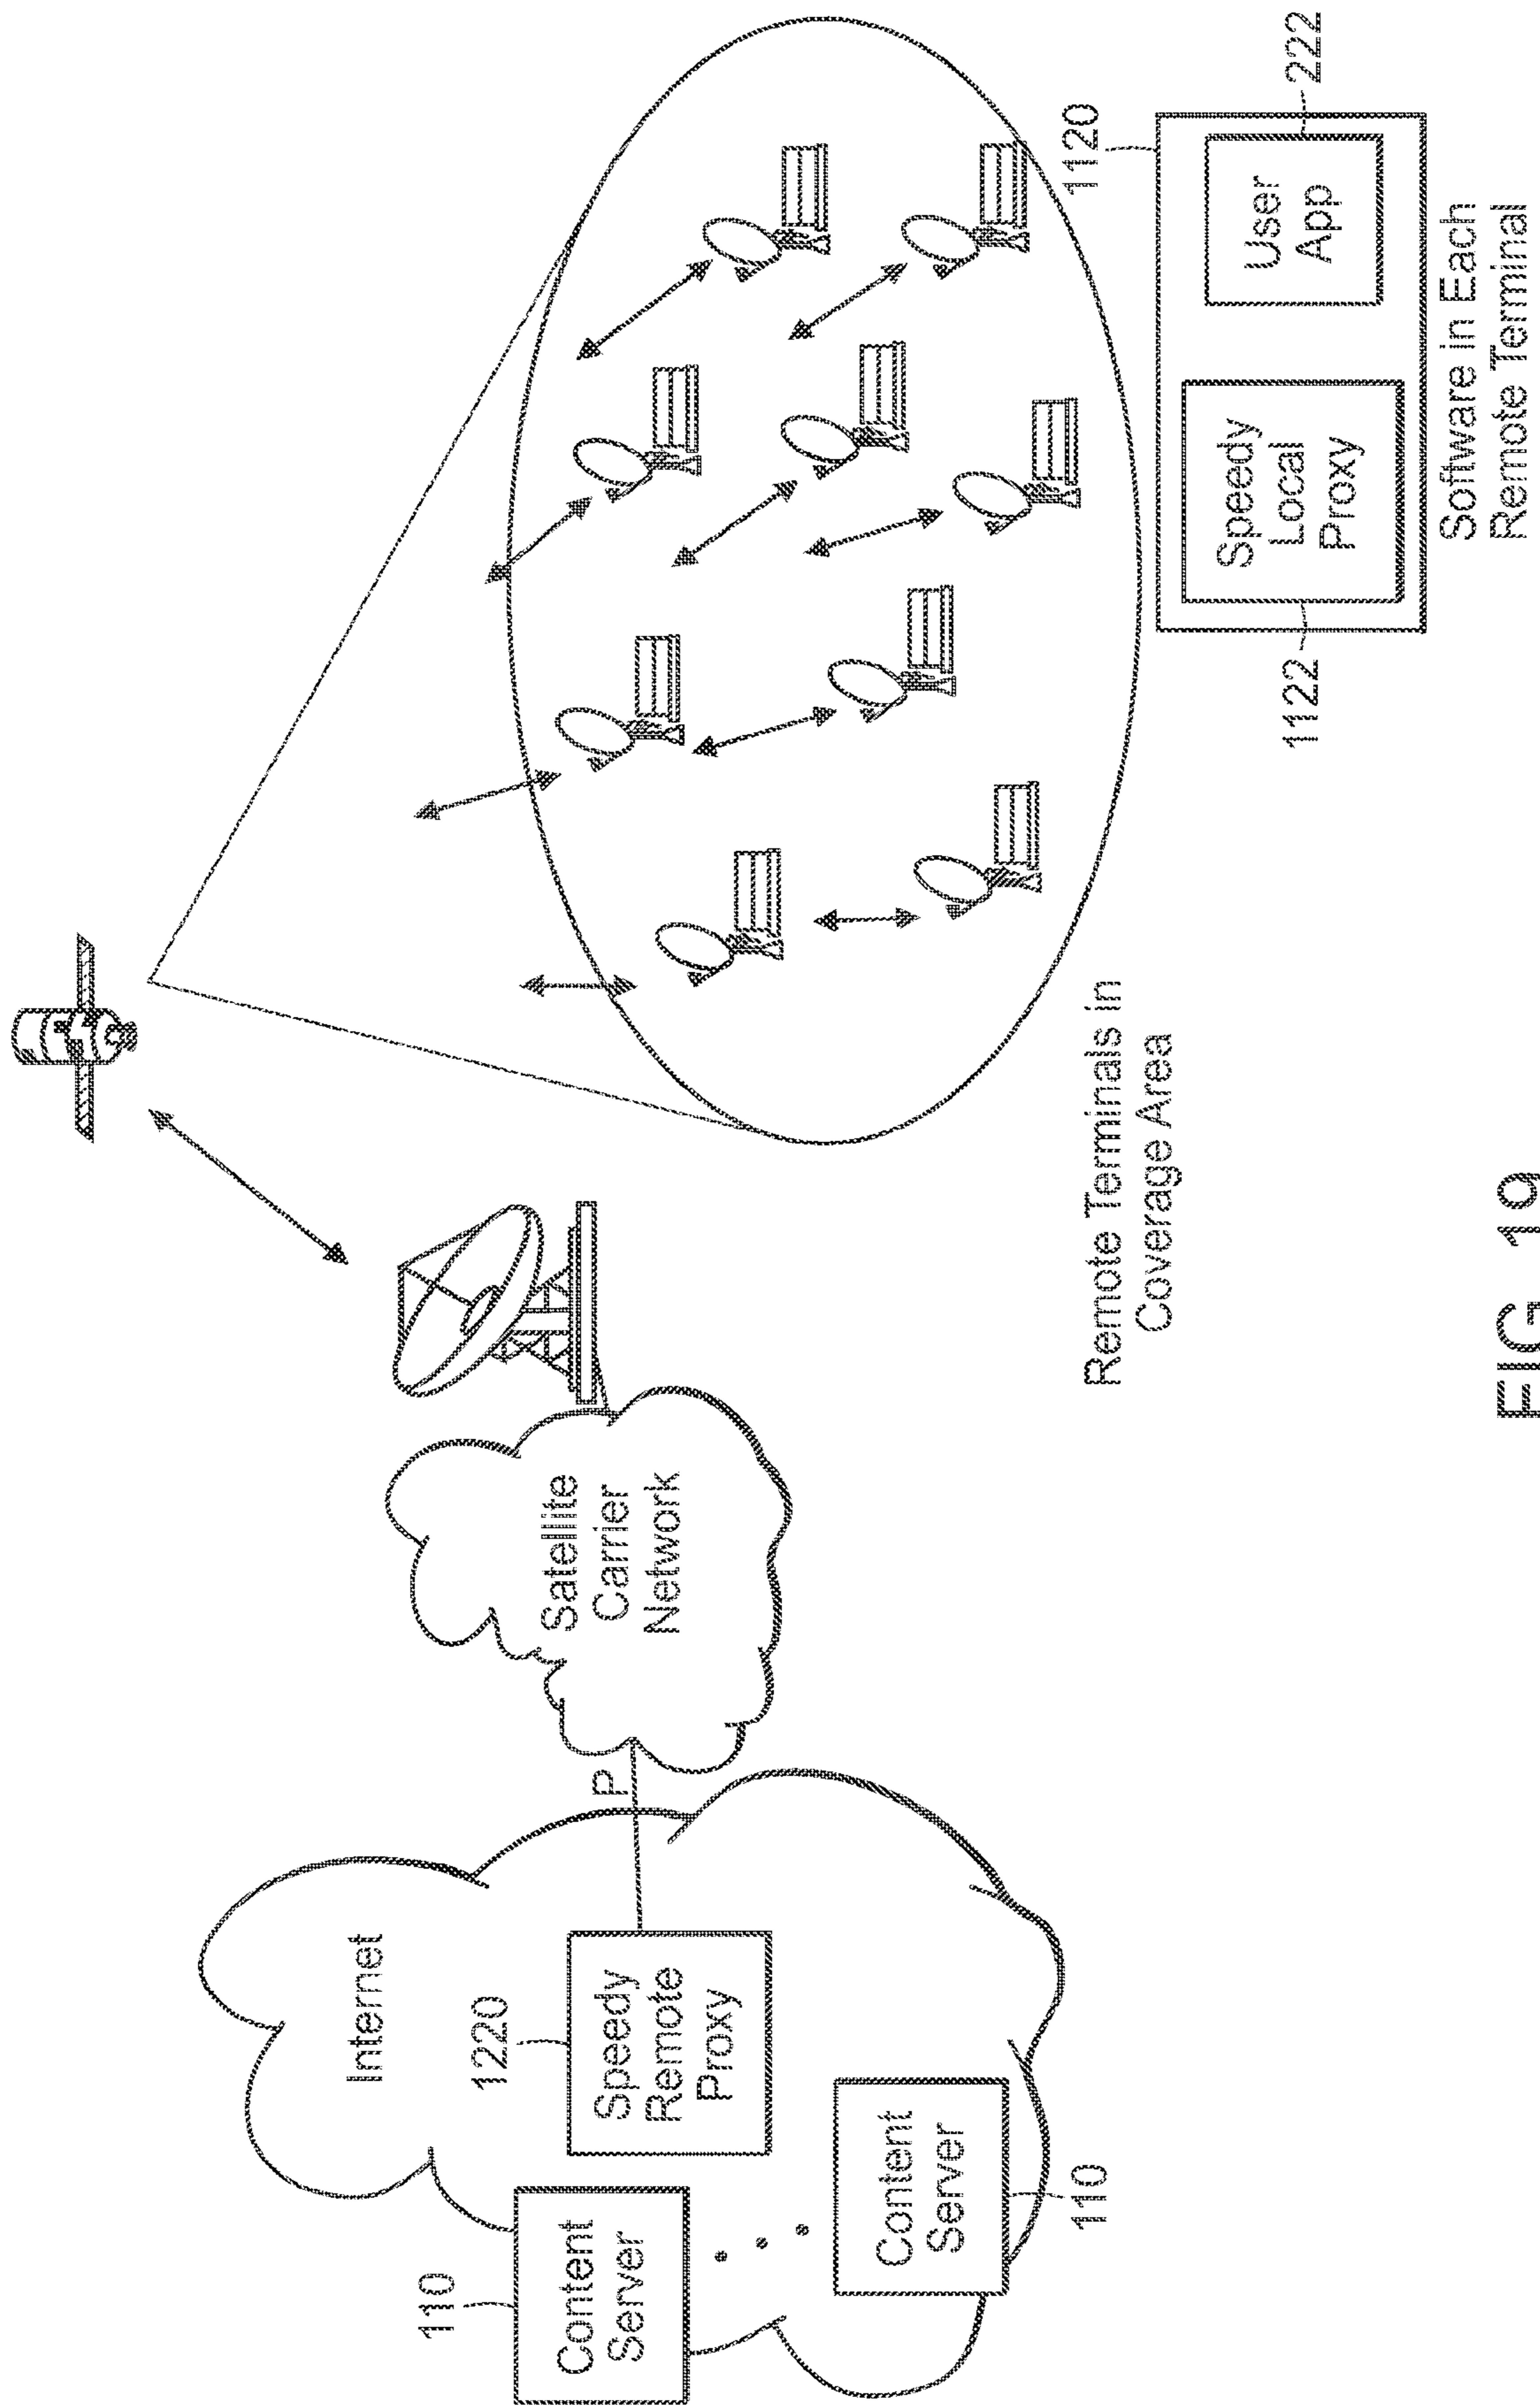 Internet
1220
Speedy
Remote
Proxy
110
Content
Server
Content
Server
110
P
Satellite
Carrier
Network
Remote Terminals in
Coverage Area
1120
Speedy
Local
Proxy
User
App
1122
222
Software in Each
Remote Terminal
FIG. 19